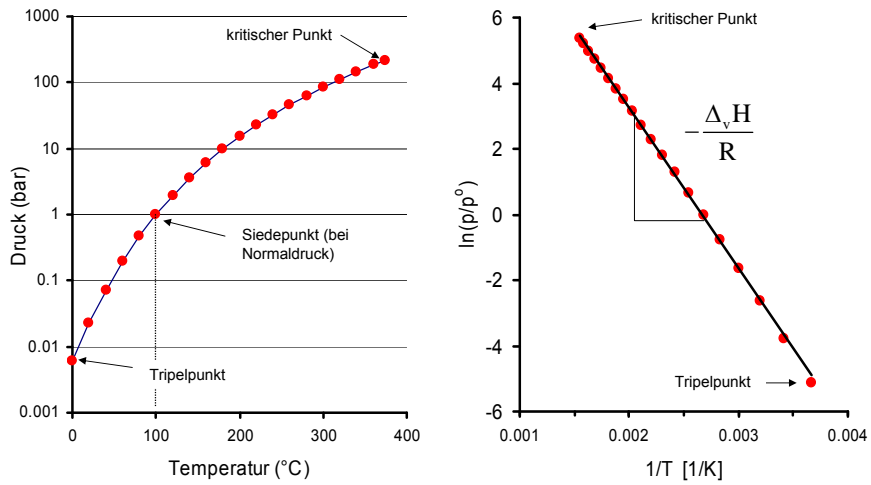 1000
100
10
1
0.1
0.01
0.001
Druck (bar)
kritischer Punkt
Siedepunkt (bei
Normaldruck)
Tripelpunkt
0
100
200
300
400
Temperatur (°C)
6
4
2
0
-2
-4
-6
ln(p/p°)
kritischer Punkt
− ΔᵥH
R
Tripelpunkt
0.001
0.002
0.003
0.004
1/T [1/K]